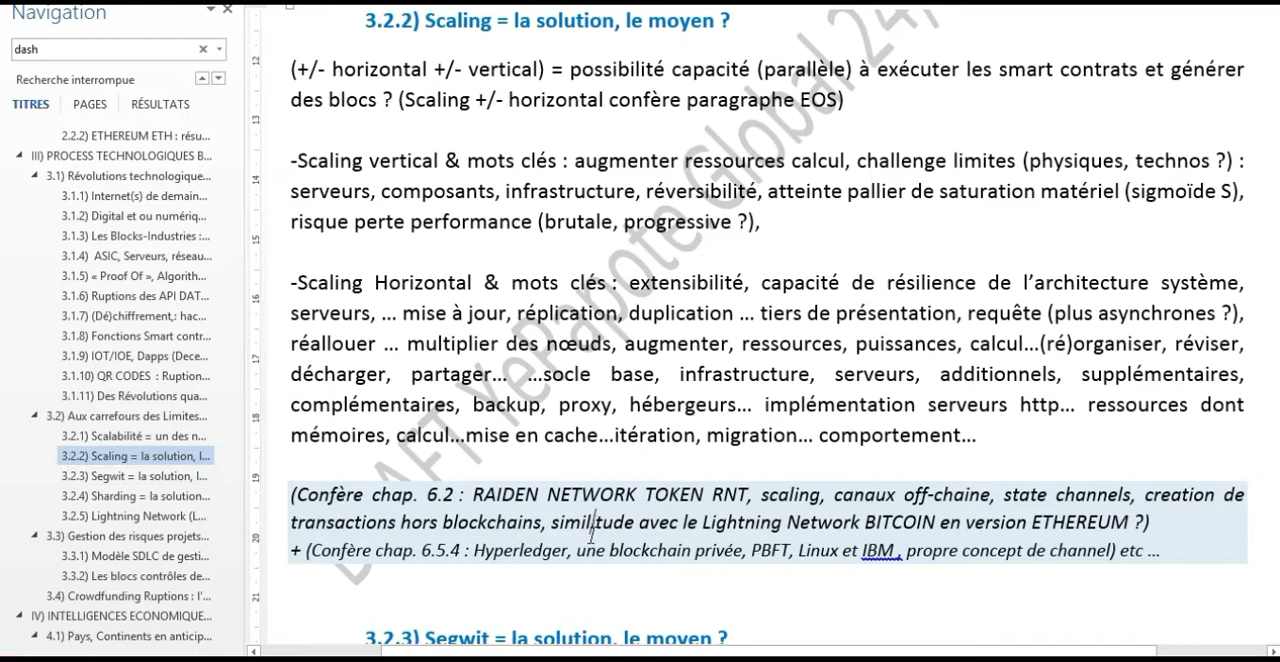 Navigation
dash
Recherche interrompue
TITRES PAGES RÉSULTATS
2.2.2) ETHEREUM ETH : résu...
III) PROCESS TECHNOLOGIQUES B...
3.1) Révolutions technologique...
3.1.1) Internet(s) de demain...
3.1.2) Digital et ou numériq...
3.1.3) Les Blocks-Industries :...
3.1.4) ASIC, Serveurs, réseau...
3.1.5) « Proof Of », Algorith...
3.1.6) Ruptions des API DAT...
3.1.7) (Dé)chiffrement,: hac...
3.1.8) Fonctions Smart contr...
3.1.9) IOT/IOE, Dapps (Dece...
3.1.10) QR CODES : Ruption...
3.1.11) Des Révolutions qua...
3.2) Aux carrefours des Limites...
3.2.1) Scalabilité = un des n...
3.2.2) Scaling = la solution, l...
3.2.3) Segwit = la solution, l...
3.2.4) Sharding = la solution...
3.2.5) Lightning Network (L...
3.3) Gestion des risques projets...
3.3.1) Modèle SDLC de gesti...
3.3.2) Les blocs contrôles de...
3.4) Crowdfunding Ruptions : l'...
IV) INTELLIGENCES ECONOMIQUE...
4.1) Pays, Continents en anticip...
12
13
14
15
16
17
18
19
20
21
3.2.2) Scaling = la solution, le moyen ?
(+/- horizontal +/- vertical) = possibilité capacité (parallèle) à exécuter les smart contrats et générer
des blocs ? (Scaling +/- horizontal confère paragraphe EOS)
-Scaling vertical & mots clés : augmenter ressources calcul, challenge limites (physiques, technos ?) :
serveurs, composants, infrastructure, réversibilité, atteinte pallier de saturation matériel (sigmoïde S),
risque perte performance (brutale, progressive ?),
-Scaling Horizontal & mots clés : extensibilité, capacité de résilience de l'architecture système,
serveurs, ... mise à jour, réplication, duplication ... tiers de présentation, requête (plus asynchrones ?),
réallouer ... multiplier des nœuds, augmenter, ressources, puissances, calcul...(ré)organiser, réviser,
décharger, partager... ...socle base, infrastructure, serveurs, additionnels, supplémentaires,
complémentaires, backup, proxy, hébergeurs... implémentation serveurs http... ressources dont
mémoires, calcul...mise en cache...itération, migration... comportement...
(Confère chap. 6.2 : RAIDEN NETWORK TOKEN RNT, scaling, canaux off-chaine, state channels, creation de
transactions hors blockchains, similitude avec le Lightning Network BITCOIN en version ETHEREUM ?)
+ (Confère chap. 6.5.4 : Hyperledger, une blockchain privée, PBFT, Linux et IBM , propre concept de channel) etc ...
3.2.3) Segwit = la solution, le moyen ?
DRAFT YePapote Global 24/